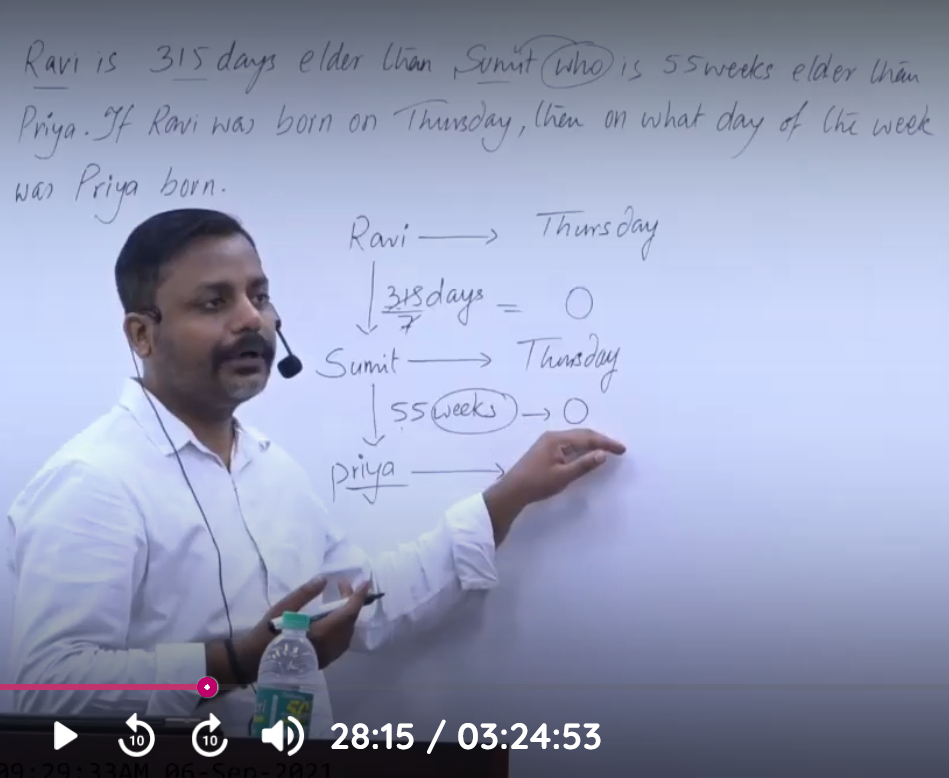 Ravi is 315 days elder than Sumit who is 55 weeks elder than
Priya. If Ravi was born on Thursday, then on what day of the week
was Priya born.
Ravi → Thursday
↓ 315 days/7 = 0
Sumit → Thursday
↓ 55 weeks → 0
Priya →
10 10 28:15 / 03:24:53
09:29:33AM 06-Sep-2021